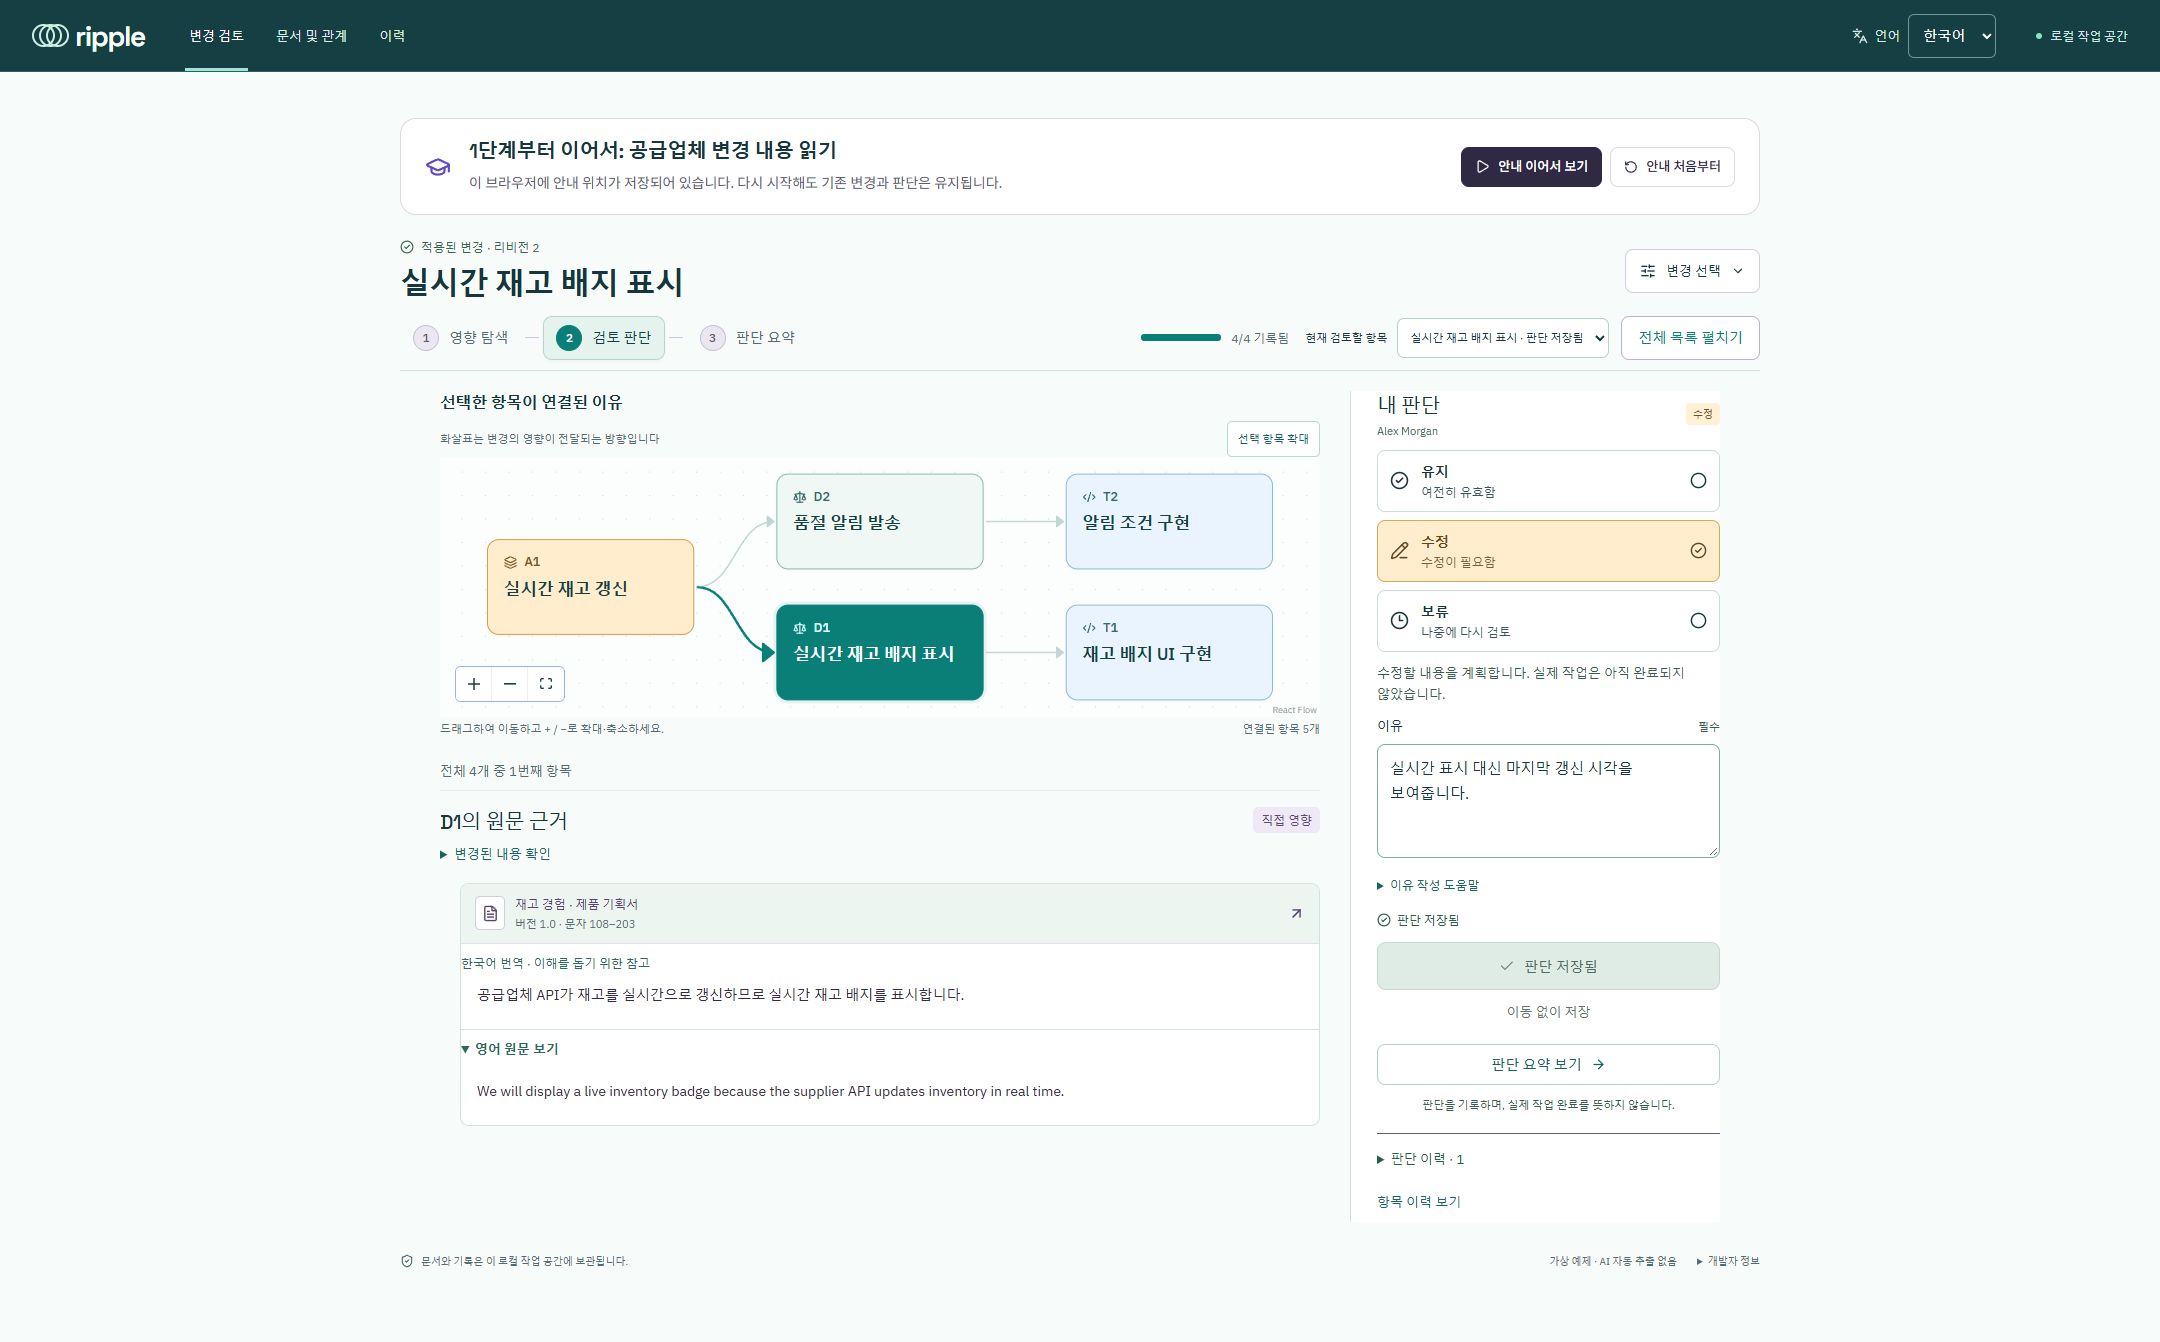 ripple
변경 검토
문서 및 관계
이력
언어
한국어
로컬 작업 공간
1단계부터 이어서: 공급업체 변경 내용 읽기
이 브라우저에 안내 위치가 저장되어 있습니다. 다시 시작해도 기존 변경과 판단은 유지됩니다.
안내 이어서 보기
안내 처음부터
적용된 변경 · 리비전 2
실시간 재고 배지 표시
변경 선택
1 영향 탐색
2 검토 판단
3 판단 요약
4/4 기록됨
현재 검토할 항목
실시간 재고 배지 표시 · 판단 저장됨
전체 목록 펼치기
선택한 항목이 연결된 이유
화살표는 변경의 영향이 전달되는 방향입니다
선택 항목 확대
A1
실시간 재고 갱신
D2
품절 알림 발송
T2
알림 조건 구현
D1
실시간 재고 배지 표시
T1
재고 배지 UI 구현
React Flow
드래그하여 이동하고 + / −로 확대·축소하세요.
연결된 항목 5개
전체 4개 중 1번째 항목
D1의 원문 근거
직접 영향
변경된 내용 확인
재고 경험 · 제품 기획서
버전 1.0 · 문자 108–203
한국어 번역 · 이해를 돕기 위한 참고
공급업체 API가 재고를 실시간으로 갱신하므로 실시간 재고 배지를 표시합니다.
영어 원문 보기
We will display a live inventory badge because the supplier API updates inventory in real time.
내 판단
수정
Alex Morgan
유지
여전히 유효함
수정
수정이 필요함
보류
나중에 다시 검토
수정할 내용을 계획합니다. 실제 작업은 아직 완료되지
않았습니다.
이유
필수
실시간 표시 대신 마지막 갱신 시각을
보여줍니다.
이유 작성 도움말
판단 저장됨
판단 저장됨
이동 없이 저장
판단 요약 보기
판단을 기록하며, 실제 작업 완료를 뜻하지 않습니다.
판단 이력 · 1
항목 이력 보기
문서와 기록은 이 로컬 작업 공간에 보관됩니다.
가상 예제 · AI 자동 추출 없음
개발자 정보